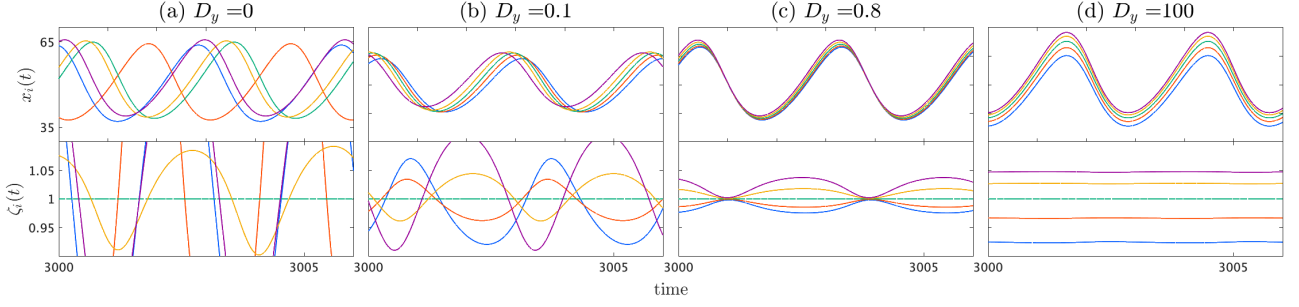 (a) D_y =0
(b) D_y =0.1
(c) D_y =0.8
(d) D_y =100
65
x_i(t)
35
1.05
ζ_i(t)
1
0.95
3000 3005 3000 3005 3000 3005 3000 3005
time